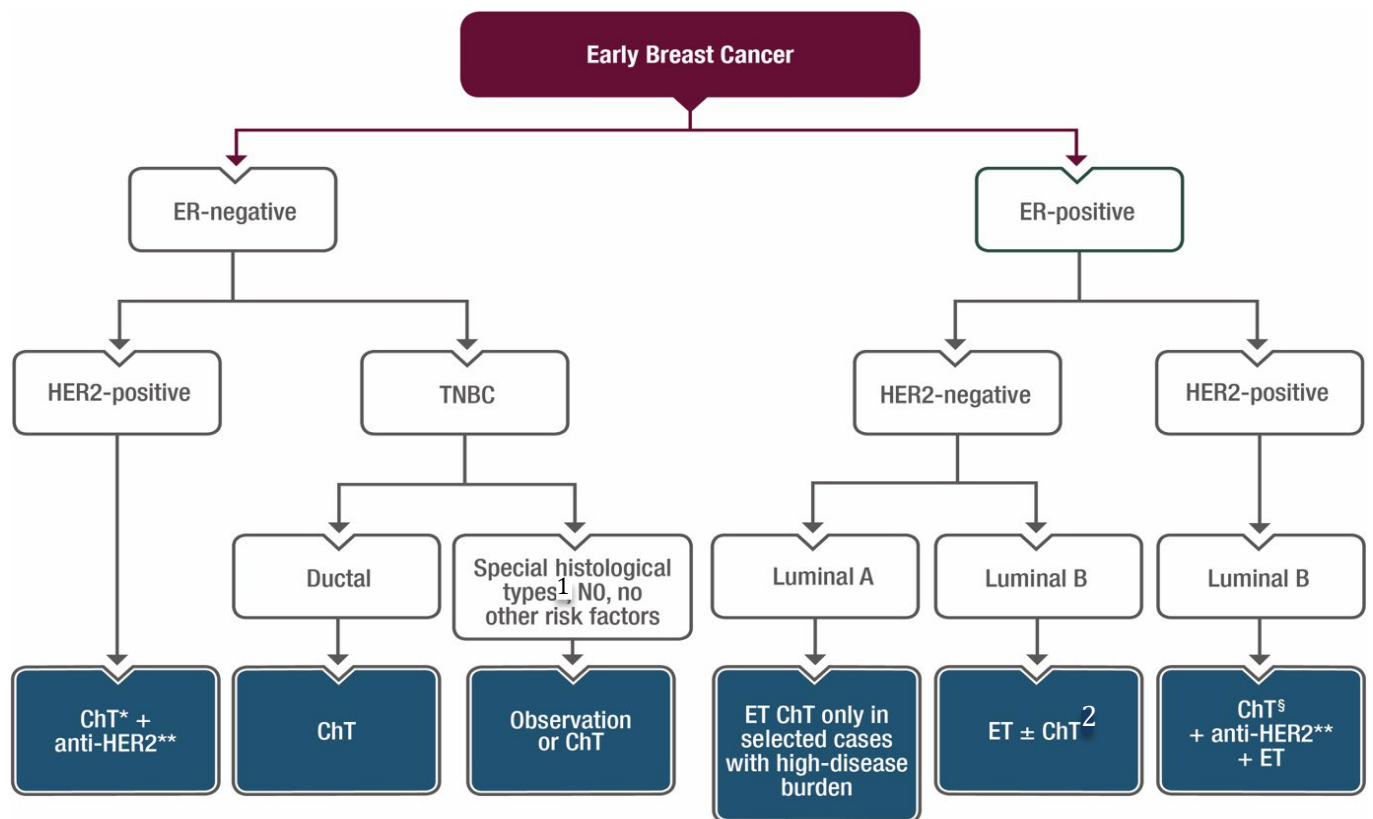 Early Breast Cancer
ER-negative
ER-positive
HER2-positive
TNBC
HER2-negative
HER2-positive
Ductal
Special histological
types1, N0, no
other risk factors
Luminal A
Luminal B
Luminal B
ChT* +
anti-HER2**
ChT
Observation
or ChT
ET ChT only in
selected cases
with high-disease
burden
ET ± ChT2
ChT§
+ anti-HER2**
+ ET